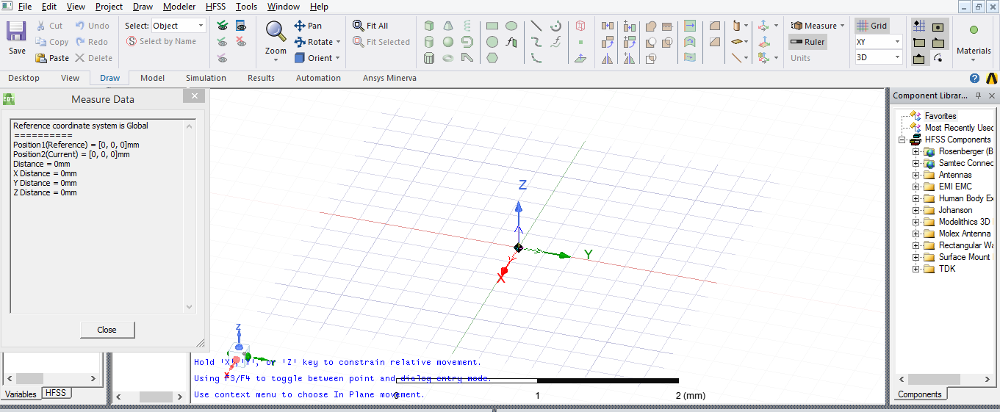 File Edit View Project Draw Modeler HFSS Tools Window Help
Save
Cut Undo
Copy Redo
Paste Delete
Select: Object
Select by Name
Zoom
Pan
Rotate
Orient
Fit All
Fit Selected
Measure
Ruler
Units
Grid
XY
3D
Materials
Desktop View Draw Model Simulation Results Automation Ansys Minerva
EDT
Measure Data
Reference coordinate system is Global
==========
Position1(Reference) = [0, 0, 0]mm
Position2(Current) = [0, 0, 0]mm
Distance = 0mm
X Distance = 0mm
Y Distance = 0mm
Z Distance = 0mm
Close
Variables HFSS
Z
Y
X
z
x
Hold 'X','Y', or 'Z' key to constrain relative movement.
Using F3/F4 to toggle between point and dialog entry mode.
Use context menu to choose In Plane movement.
0 1 2 (mm)
Component Librar...
Favorites
Most Recently Used
HFSS Components
Rosenberger (B
Samtec Connec
Antennas
EMI EMC
Human Body Ex
Johanson
Modelithics 3D
Molex Antenna
Rectangular Wa
Surface Mount
TDK
Components